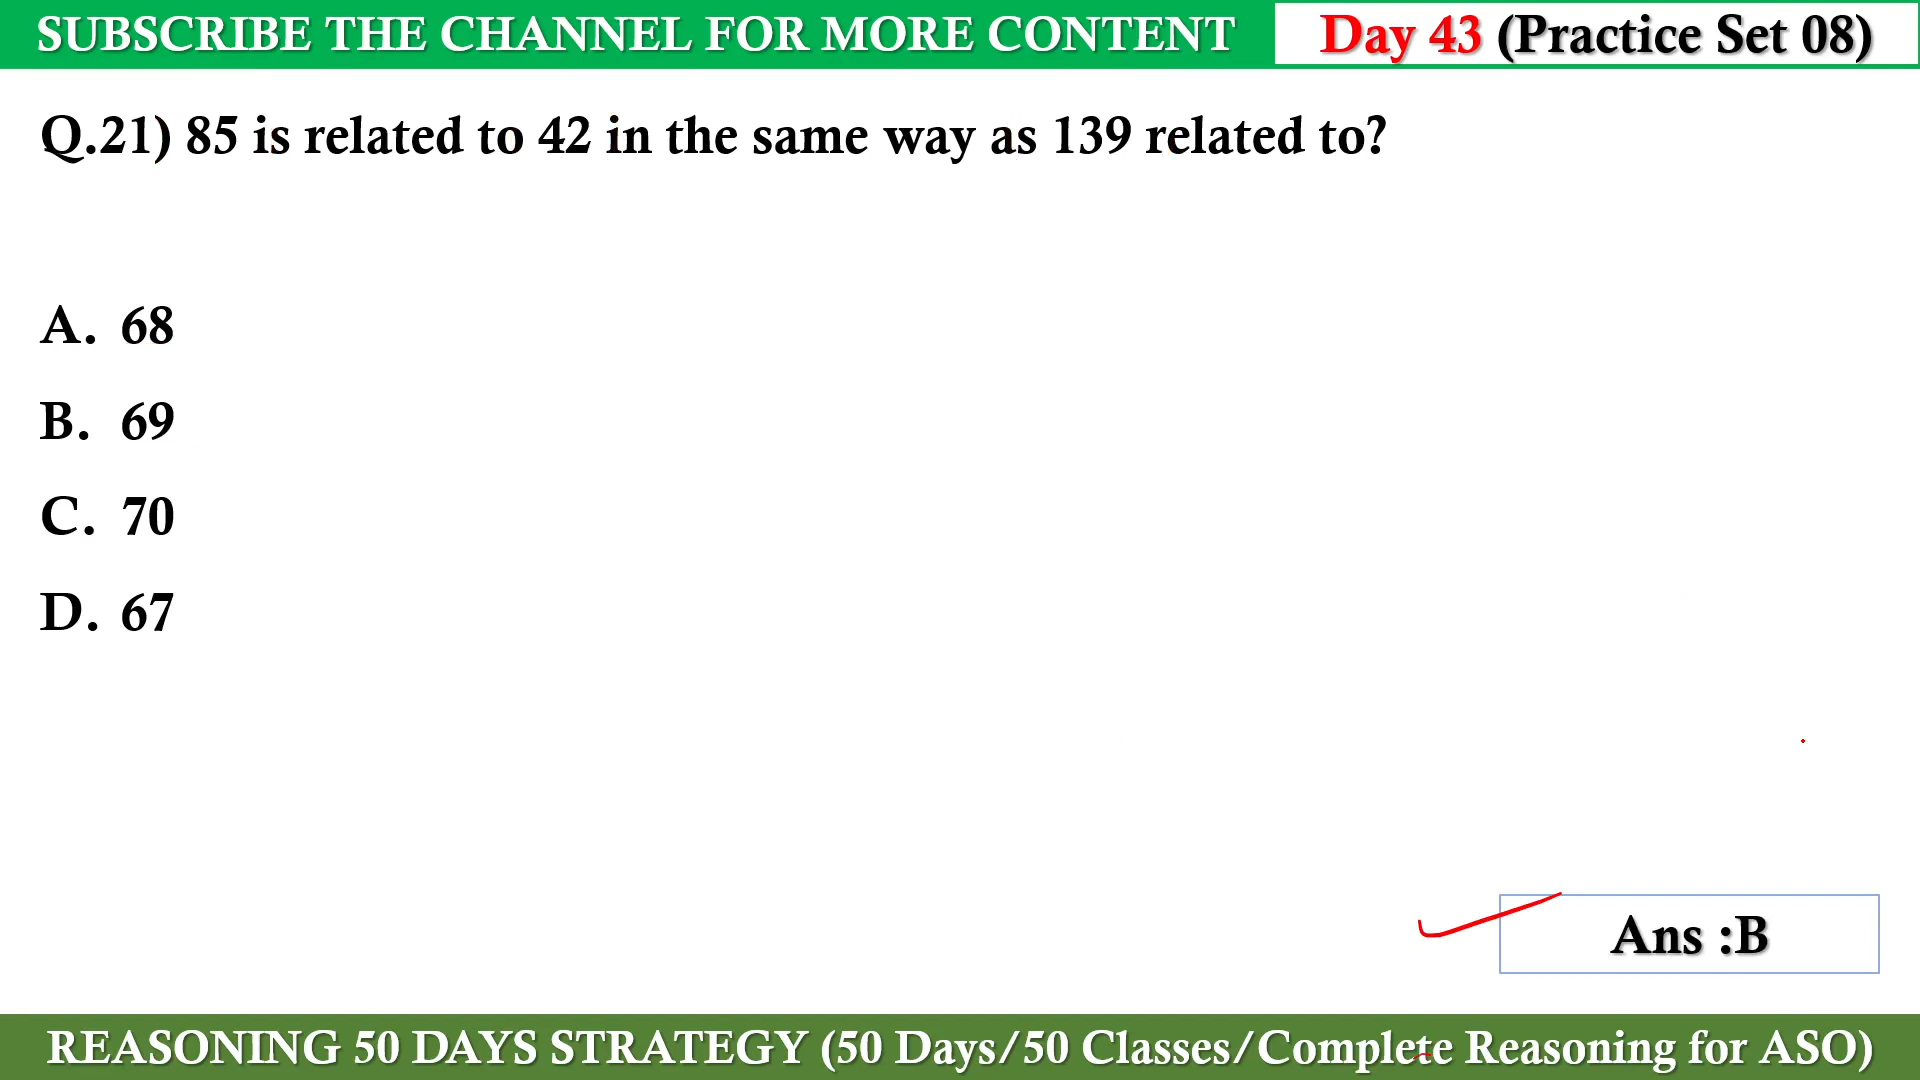 SUBSCRIBE THE CHANNEL FOR MORE CONTENT
Day 43 (Practice Set 08)
Q.21) 85 is related to 42 in the same way as 139 related to?
A. 68
B. 69
C. 70
D. 67
Ans :B
REASONING 50 DAYS STRATEGY (50 Days/50 Classes/Complete Reasoning for ASO)